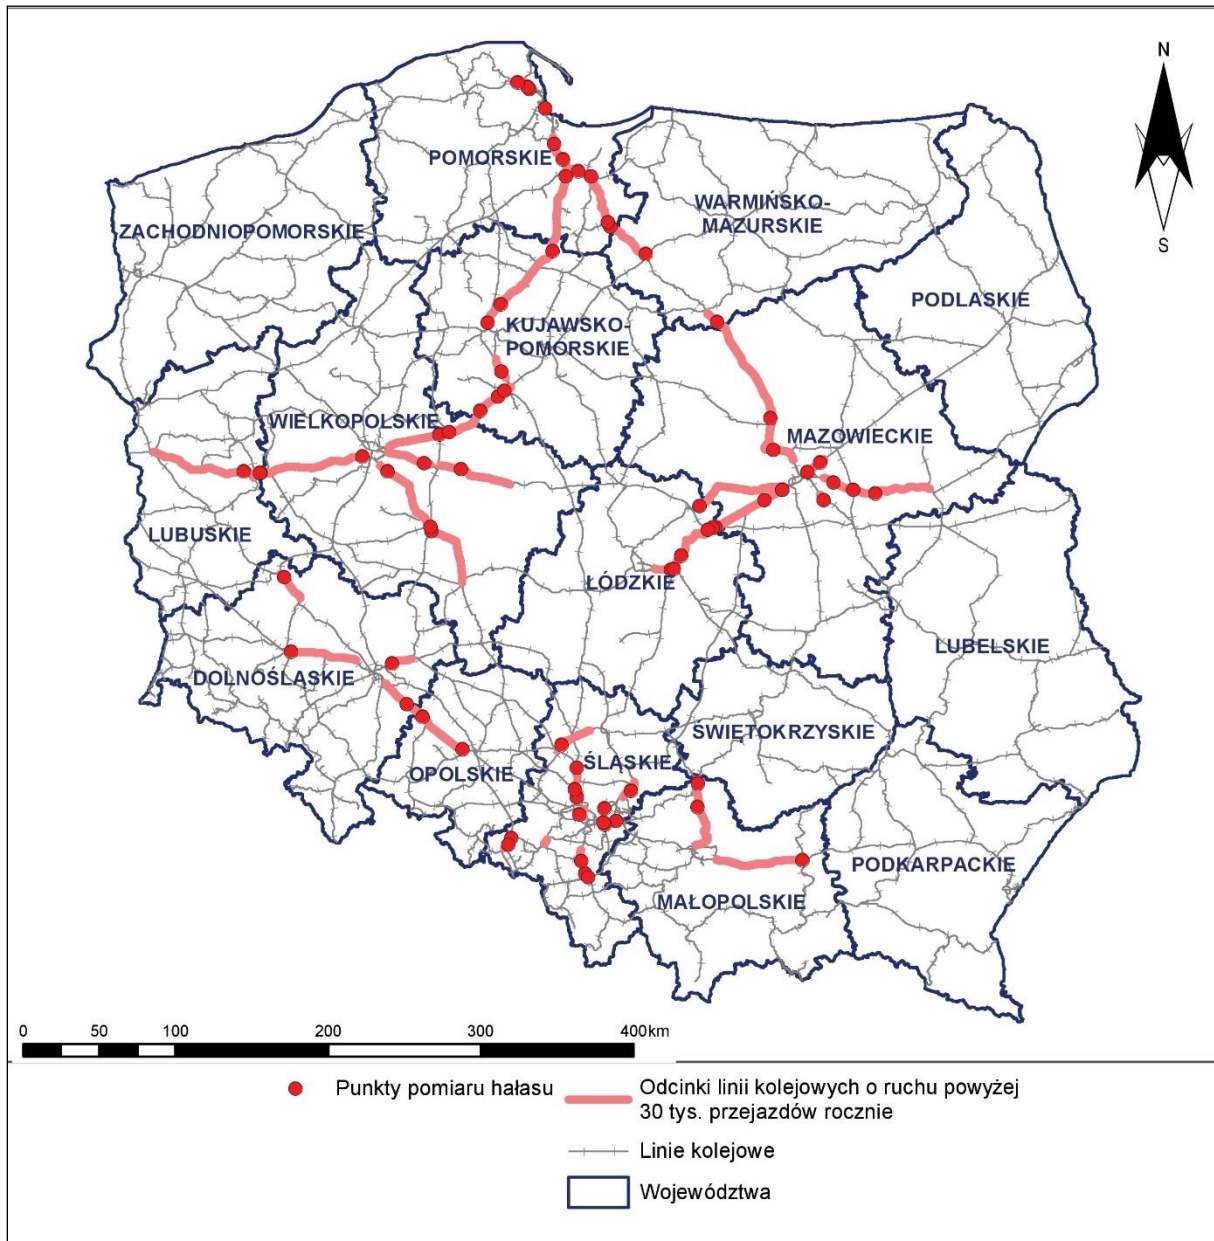 N
S
POMORSKIE
WARMIŃSKO-
MAZURSKIE
ZACHODNIOPOMORSKIE
PODLASKIE
KUJAWSKO-
POMORSKIE
WIELKOPOLSKIE
MAZOWIECKIE
LUBUSKIE
ŁÓDZKIE
LUBELSKIE
DOLNOŚLĄSKIE
ŚWIĘTOKRZYSKIE
OPOLSKIE
ŚLĄSKIE
PODKARPACKIE
MAŁOPOLSKIE
0 50 100 200 300 400km
Punkty pomiaru hałasu
Odcinki linii kolejowych o ruchu powyżej
30 tys. przejazdów rocznie
Linie kolejowe
Województwa